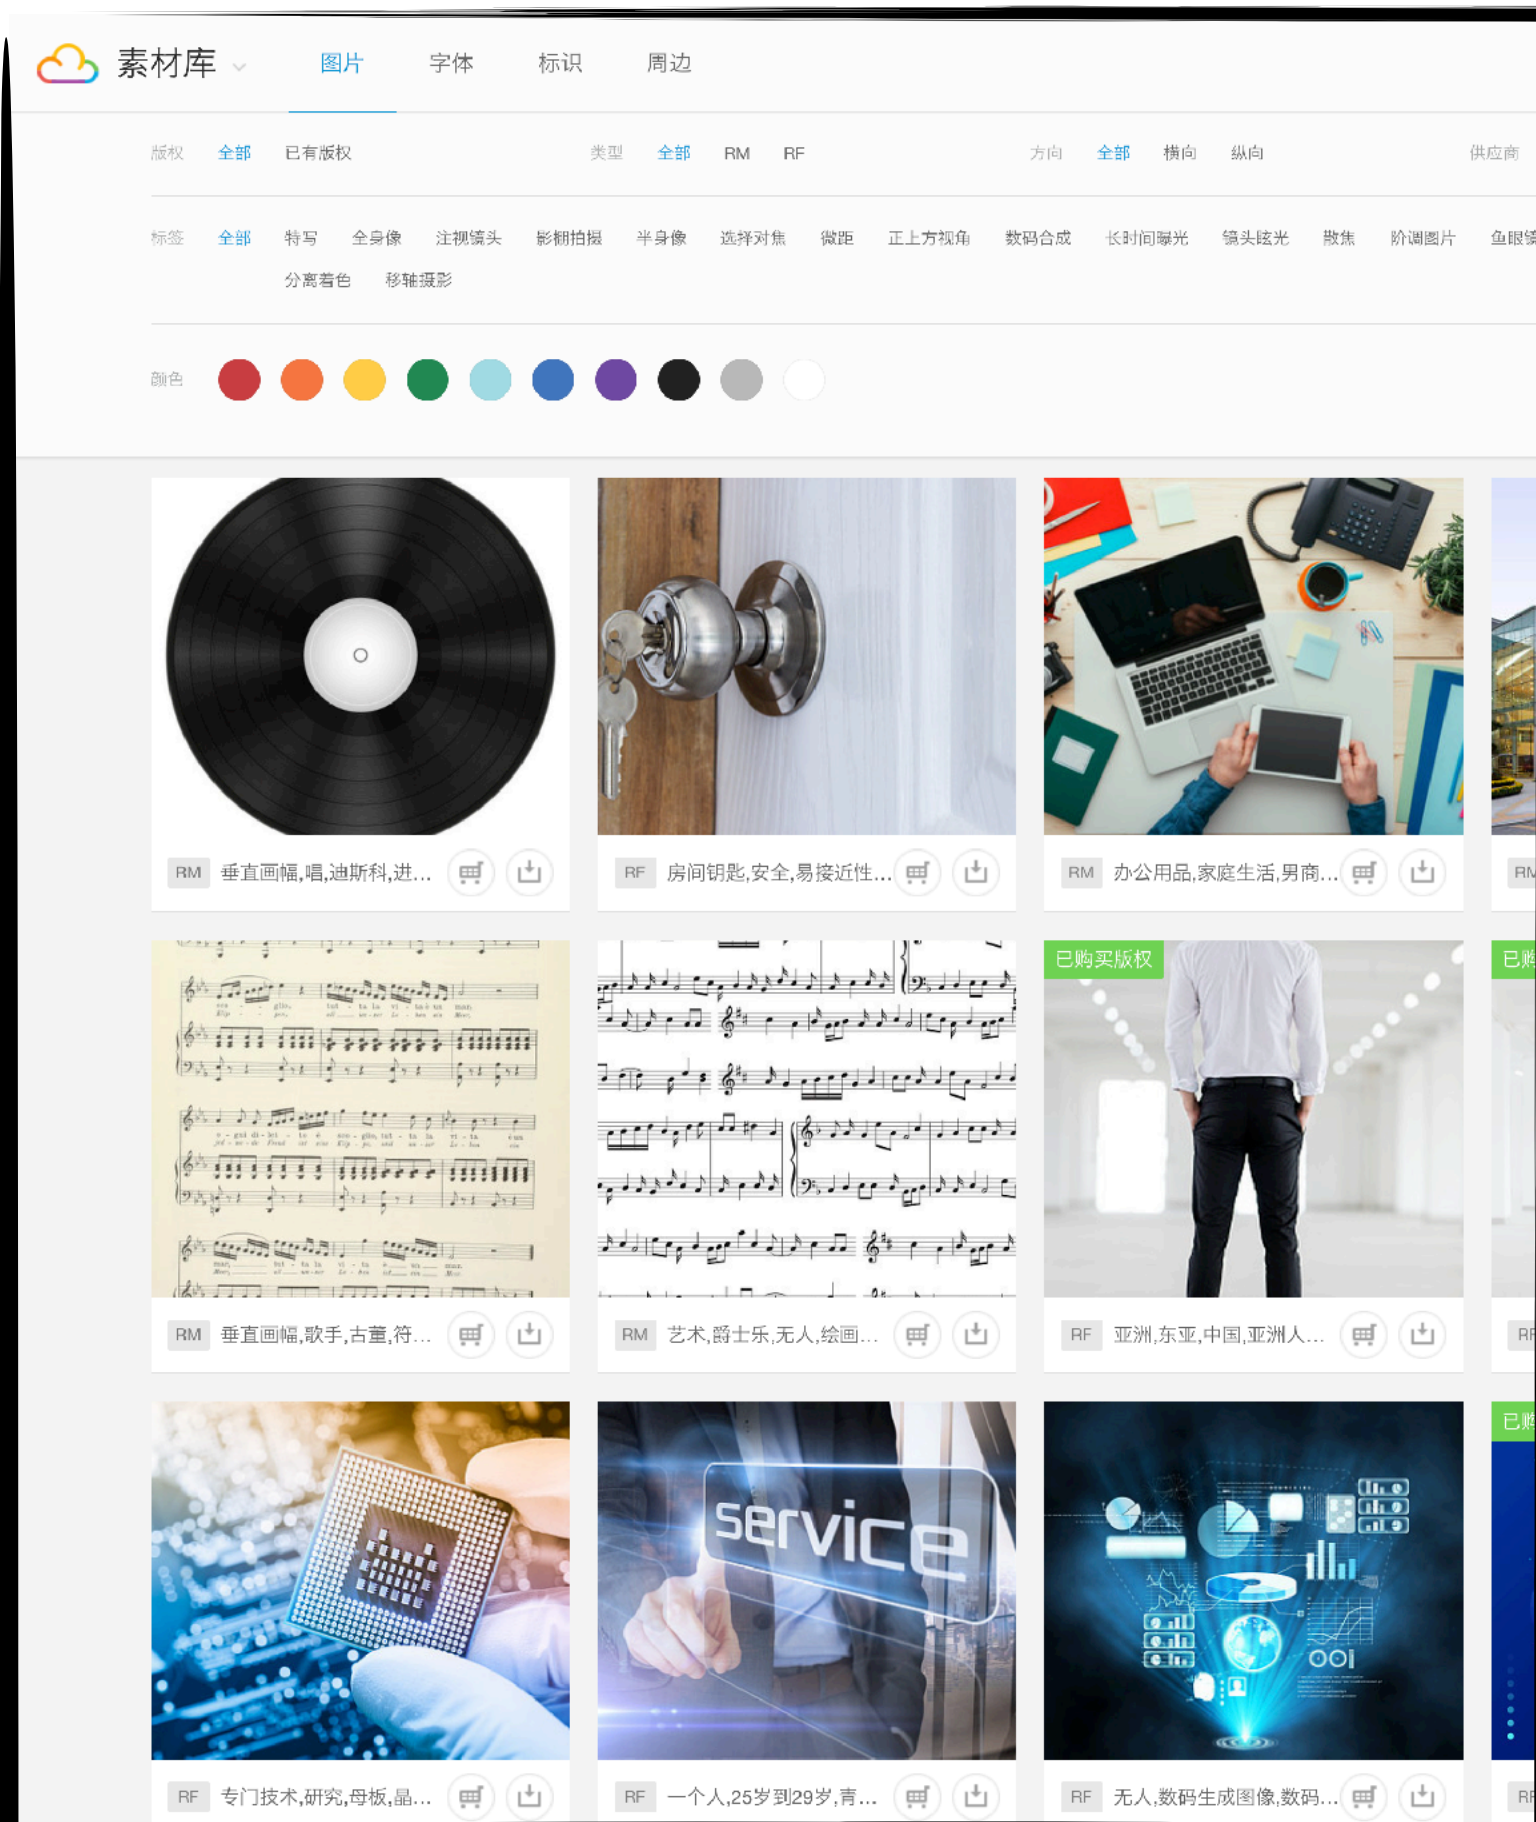 素材库 图片 字体 标识 周边
版权 全部 已有版权 类型 全部 RM RF 方向 全部 横向 纵向 供应商
标签 全部 特写 全身像 注视镜头 影棚拍摄 半身像 选择对焦 微距 正上方视角 数码合成 长时间曝光 镜头眩光 散焦 阶调图片 鱼眼镜
分离着色 移轴摄影
颜色
RM 垂直画幅,唱,迪斯科,进...
RF 房间钥匙,安全,易接近性...
RM 办公用品,家庭生活,男商...
RM
已购买版权
已购
RM 垂直画幅,歌手,古董,符...
RM 艺术,爵士乐,无人,绘画...
RF 亚洲,东亚,中国,亚洲人...
RF
service
已购
RF 专门技术,研究,母板,晶...
RF 一个人,25岁到29岁,青...
RF 无人,数码生成图像,数码...
RF